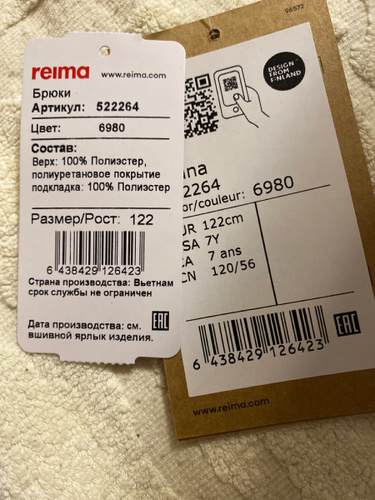 reima
www.reima.com
Брюки
Артикул: 522264
Цвет: 6980
Состав:
Верх: 100% Полиэстер,
полиуретановое покрытие
подкладка: 100% Полиэстер
Размер/Рост: 122
6 438429 126423
Страна производства: Вьетнам
срок службы не ограничен
Дата производства: см.
вшивной ярлык изделия.
EAC
96572
DESIGN
FROM
FINLAND
ina
2264
or/couleur: 6980
UR 122cm
SA 7Y
A 7 ans
CN 120/56
6 438429 126423
EAC
www.reima.com